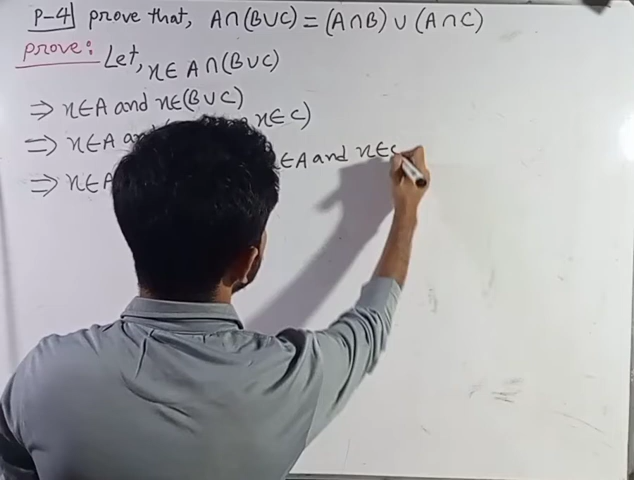 P-4 prove that, A∩(B∪C) = (A∩B) ∪ (A∩C)
prove:
Let, x∈ A∩(B∪C)
⇒ x∈A and x∈(B∪C)
⇒ x∈A x∈C)
⇒ x∈A ∈A and x∈